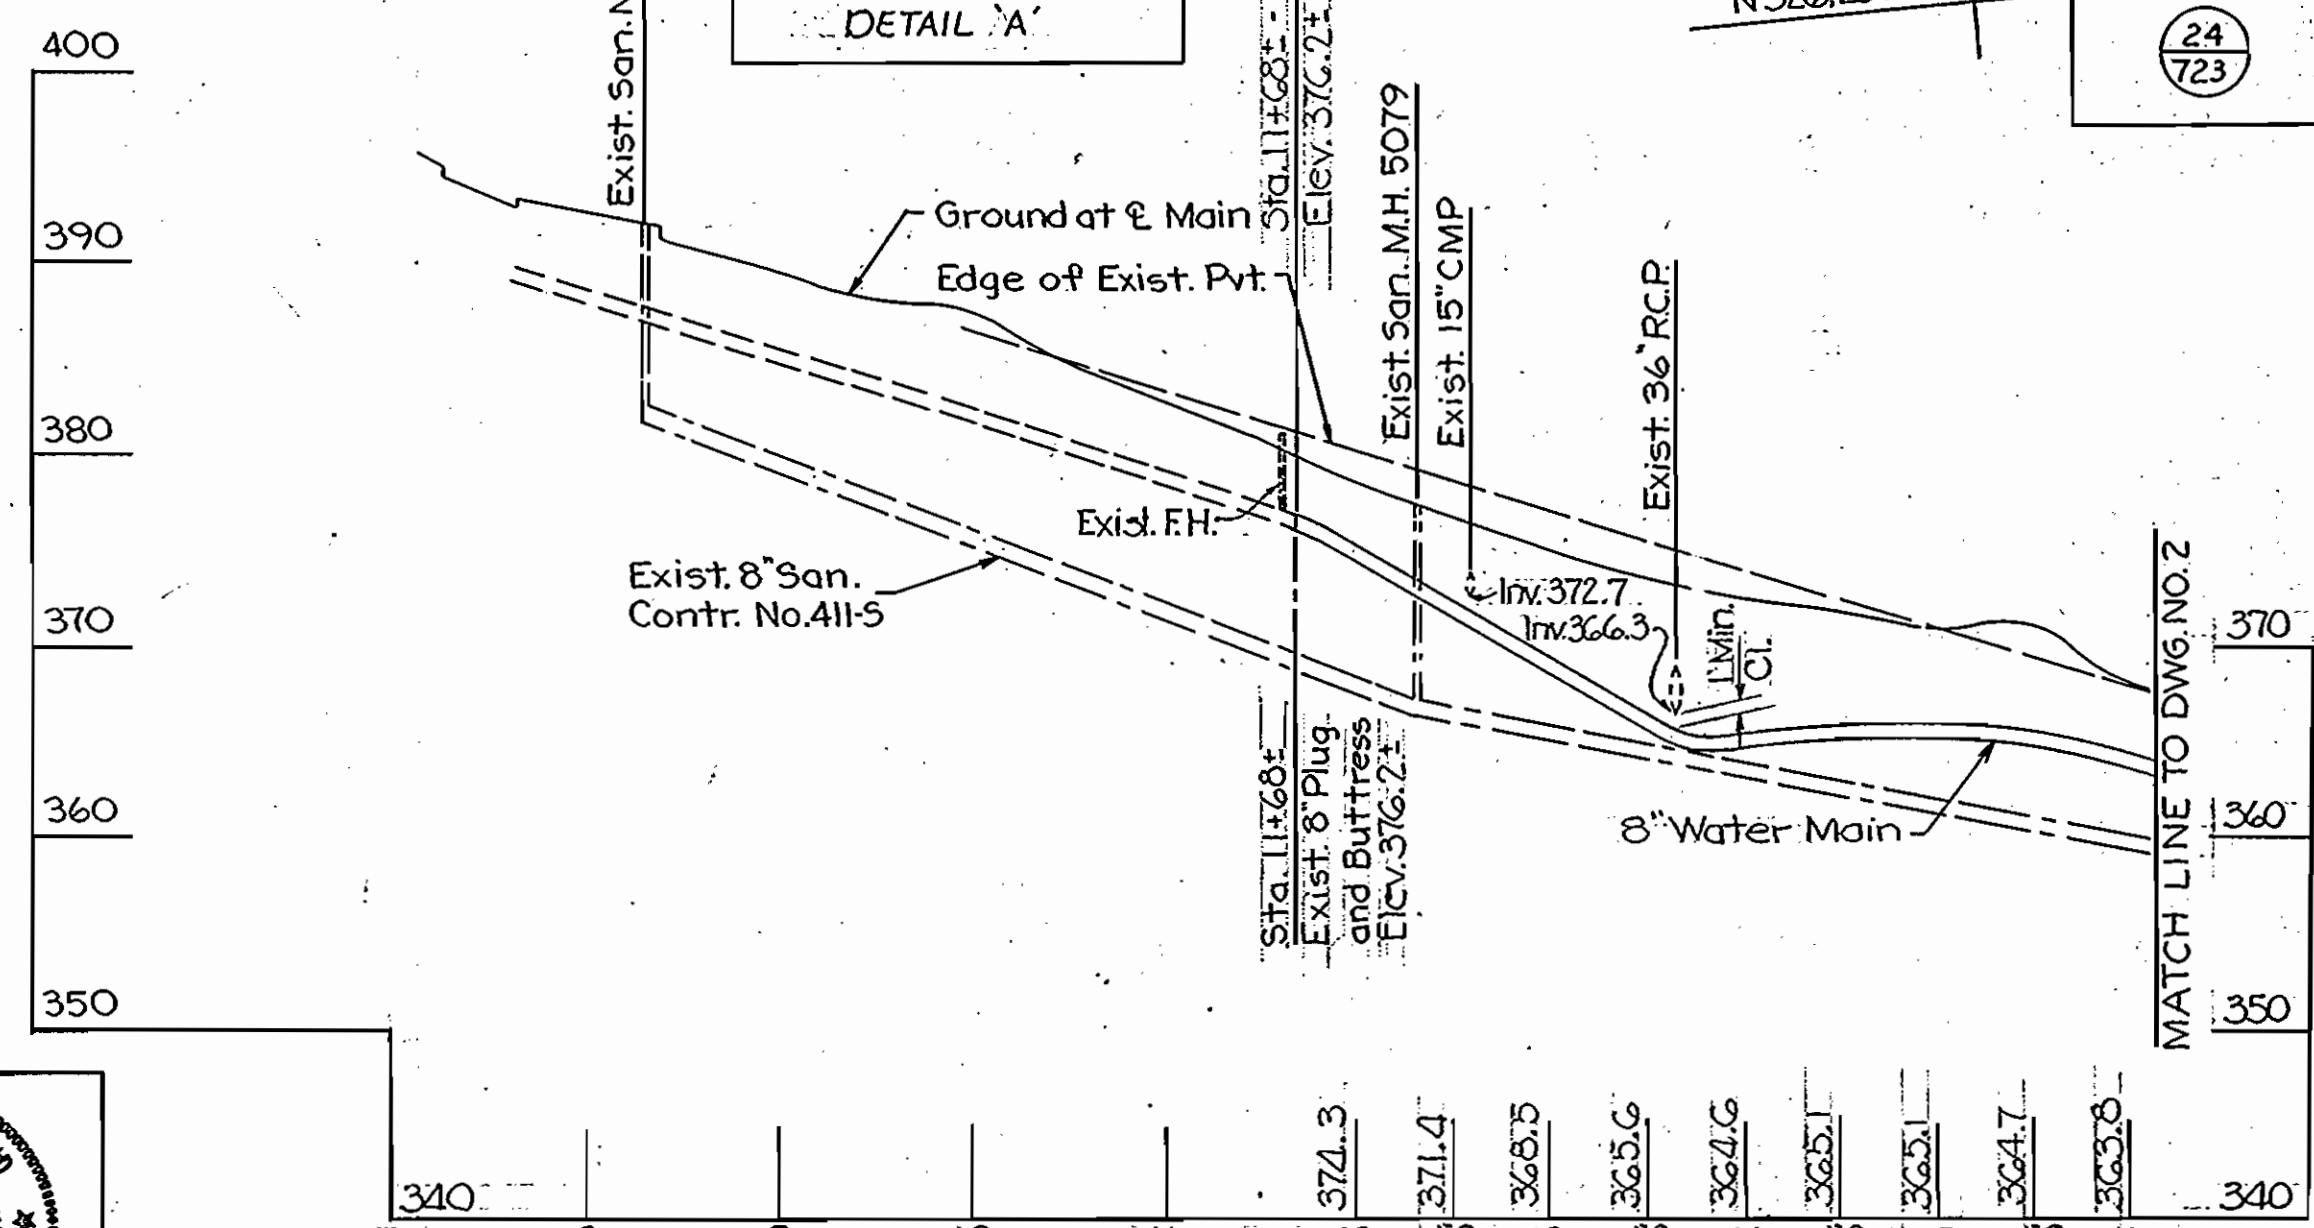 DETAIL 'A'
24
723
400
390
380
370
360
350
340
Exist. San.
Sta. 11+68±
Elev. 376.2±
Ground at ℄ Main
Edge of Exist. Pvt.
Exist. San. M.H. 5079
Exist. 15" CMP
Exist. 36" R.C.P.
Exist. F.H.
Exist. 8" San.
Contr. No. 411-S
Inv. 372.7
Inv. 366.3
1' Min.
Cl.
8" Water Main
Sta. 11+68±
Exist. 8" Plug
and Buttress
Elev. 376.2±
MATCH LINE TO DWG. NO. 2
370
360
350
340
374.3
371.4
368.5
365.6
364.6
365.1
365.1
364.7
363.8